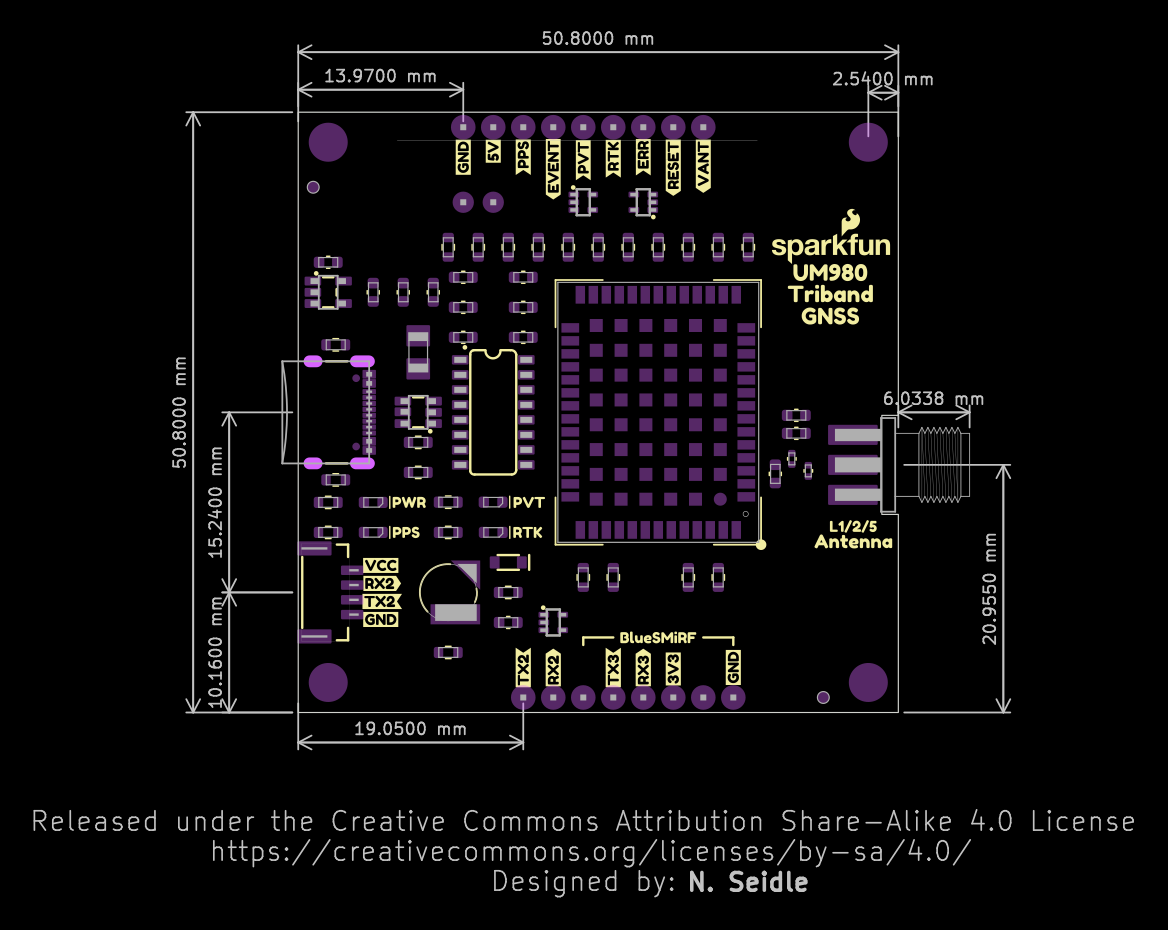 50.8000 mm
13.9700 mm
2.5400 mm
GND
5V
PPS
EVENT
PVT
RTK
ERR
RESET
VANT
sparkfun
UM980
Triband
GNSS
50.8000 mm
6.0338 mm
15.2400 mm
PWR
PVT
PPS
RTK
L1/2/5
Antenna
VCC
RX2
TX2
GND
10.1600 mm
20.9550 mm
BlueSMiRF
TX2
RX2
TX3
RX3
3V3
GND
19.0500 mm
Released under the Creative Commons Attribution Share-Alike 4.0 License
https://creativecommons.org/licenses/by-sa/4.0/
Designed by: N. Seidle